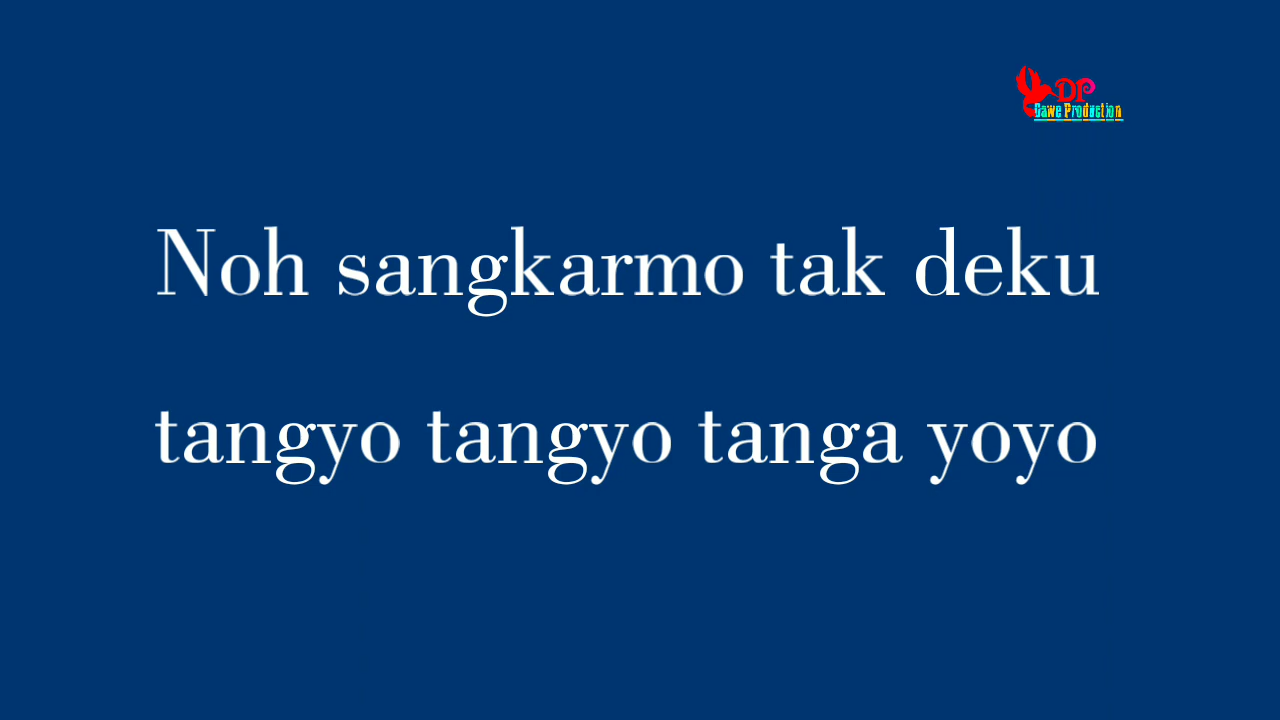 DP
Dawe Production
Noh sangkarmo tak deku
tangyo tangyo tanga yoyo